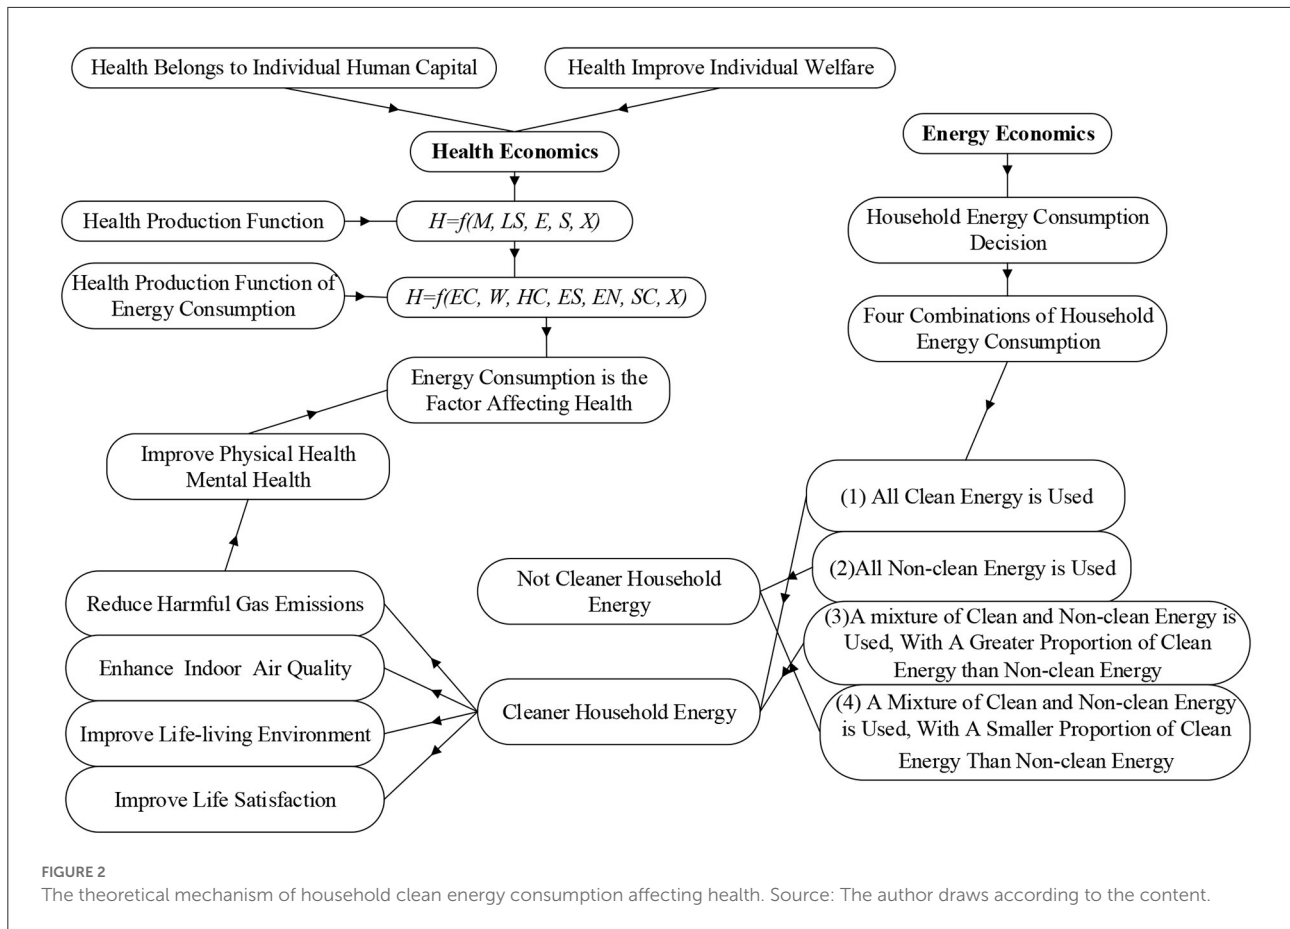 Health Belongs to Individual Human Capital
Health Improve Individual Welfare
Health Economics
Energy Economics
Health Production Function
H=f(M, LS, E, S, X)
Household Energy Consumption
Decision
Health Production Function of
Energy Consumption
H=f(EC, W, HC, ES, EN, SC, X)
Four Combinations of Household
Energy Consumption
Energy Consumption is the
Factor Affecting Health
Improve Physical Health
Mental Health
(1) All Clean Energy is Used
Not Cleaner Household
Energy
(2)All Non-clean Energy is Used
Reduce Harmful Gas Emissions
(3)A mixture of Clean and Non-clean Energy is
Used, With A Greater Proportion of Clean
Energy than Non-clean Energy
Enhance Indoor Air Quality
Cleaner Household Energy
(4) A Mixture of Clean and Non-clean Energy
is Used, With A Smaller Proportion of Clean
Energy Than Non-clean Energy
Improve Life-living Environment
Improve Life Satisfaction
FIGURE 2
The theoretical mechanism of household clean energy consumption affecting health. Source: The author draws according to the content.